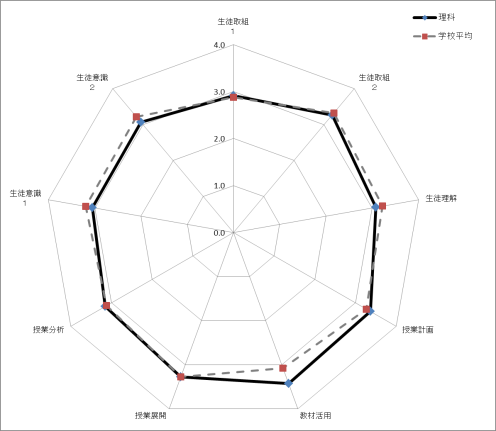 理科
学校平均
生徒取組
1
4.0
3.0
2.0
1.0
0.0
生徒取組
2
生徒理解
授業計画
教材活用
授業展開
授業分析
生徒意識
1
生徒意識
2